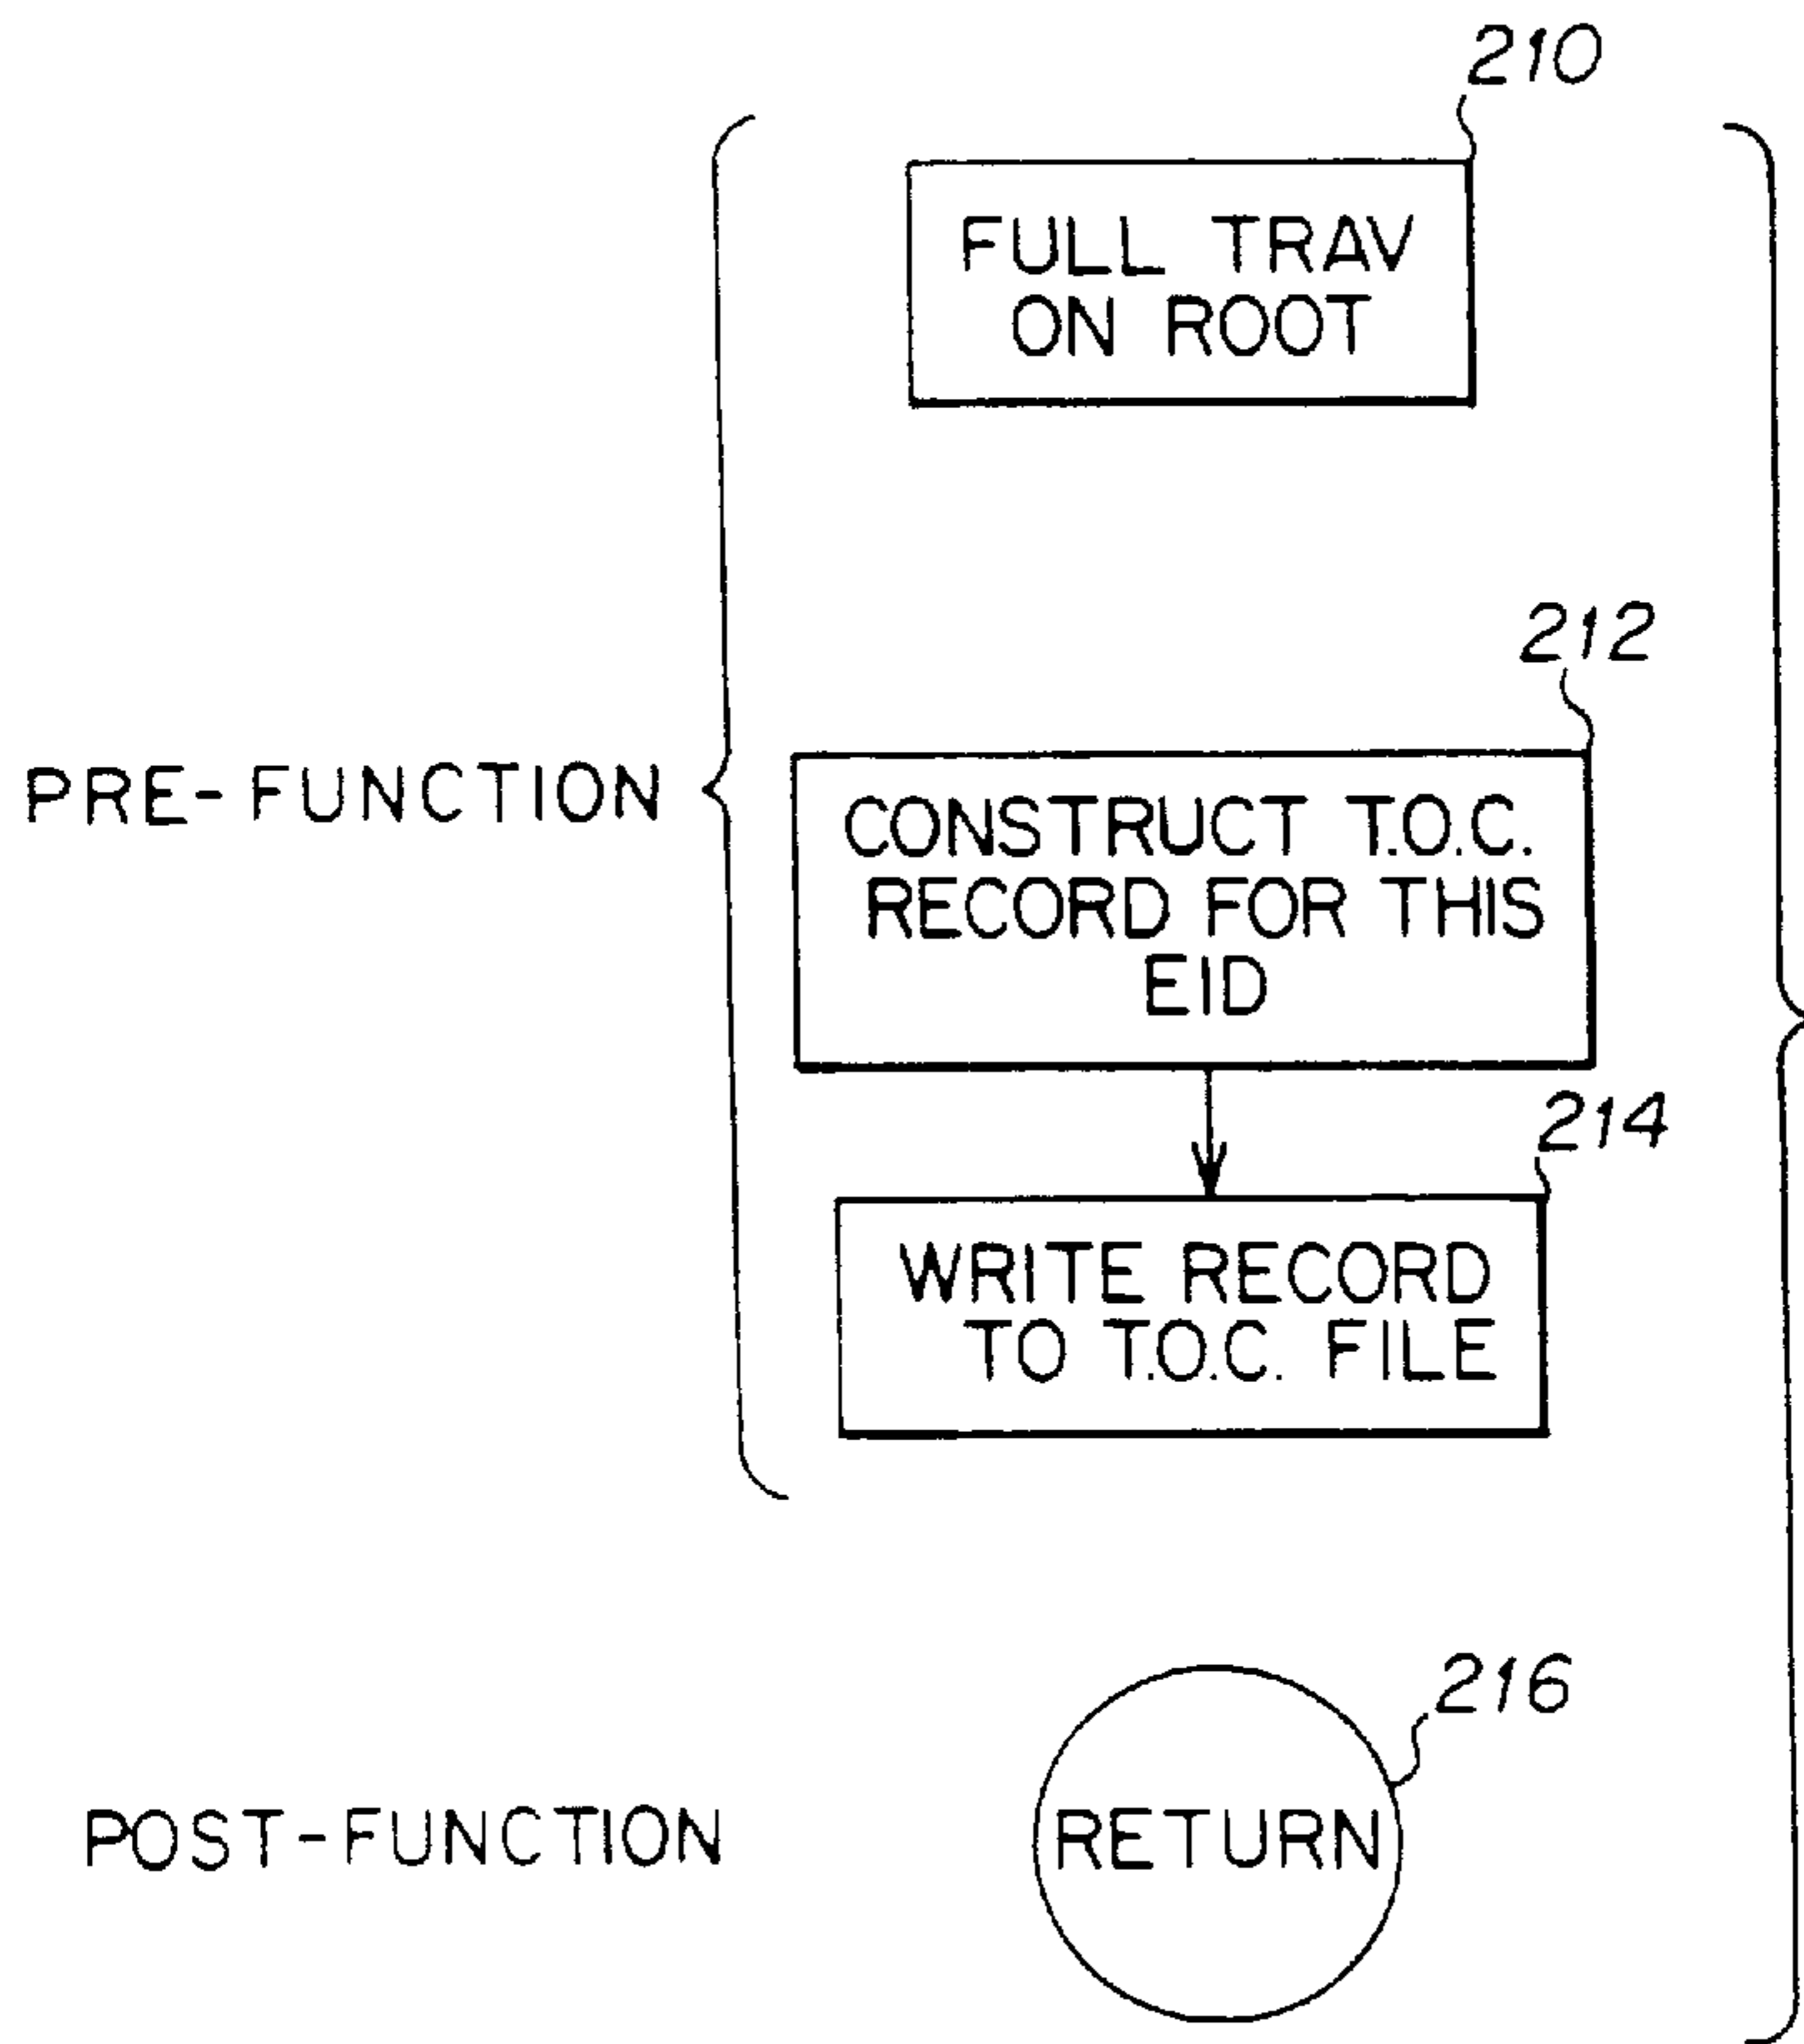 210
FULL TRAV
ON ROOT
212
PRE-FUNCTION
CONSTRUCT T.O.C.
RECORD FOR THIS
EID
214
WRITE RECORD
TO T.O.C. FILE
216
POST-FUNCTION
RETURN